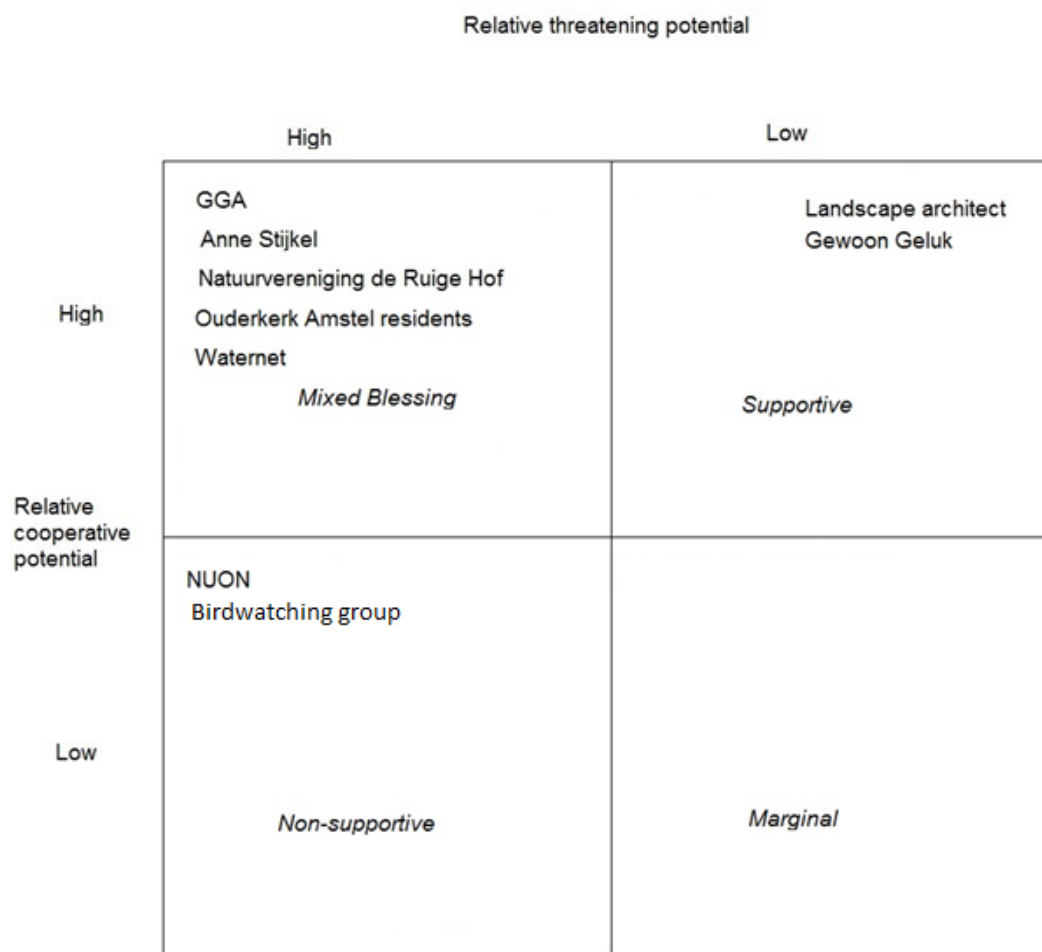 Relative threatening potential
High
Low
GGA
Anne Stijkel
Natuurvereniging de Ruige Hof
Ouderkerk Amstel residents
Waternet
Mixed Blessing
Landscape architect
Gewoon Geluk
Supportive
High
Relative
cooperative
potential
NUON
Birdwatching group
Low
Non-supportive
Marginal